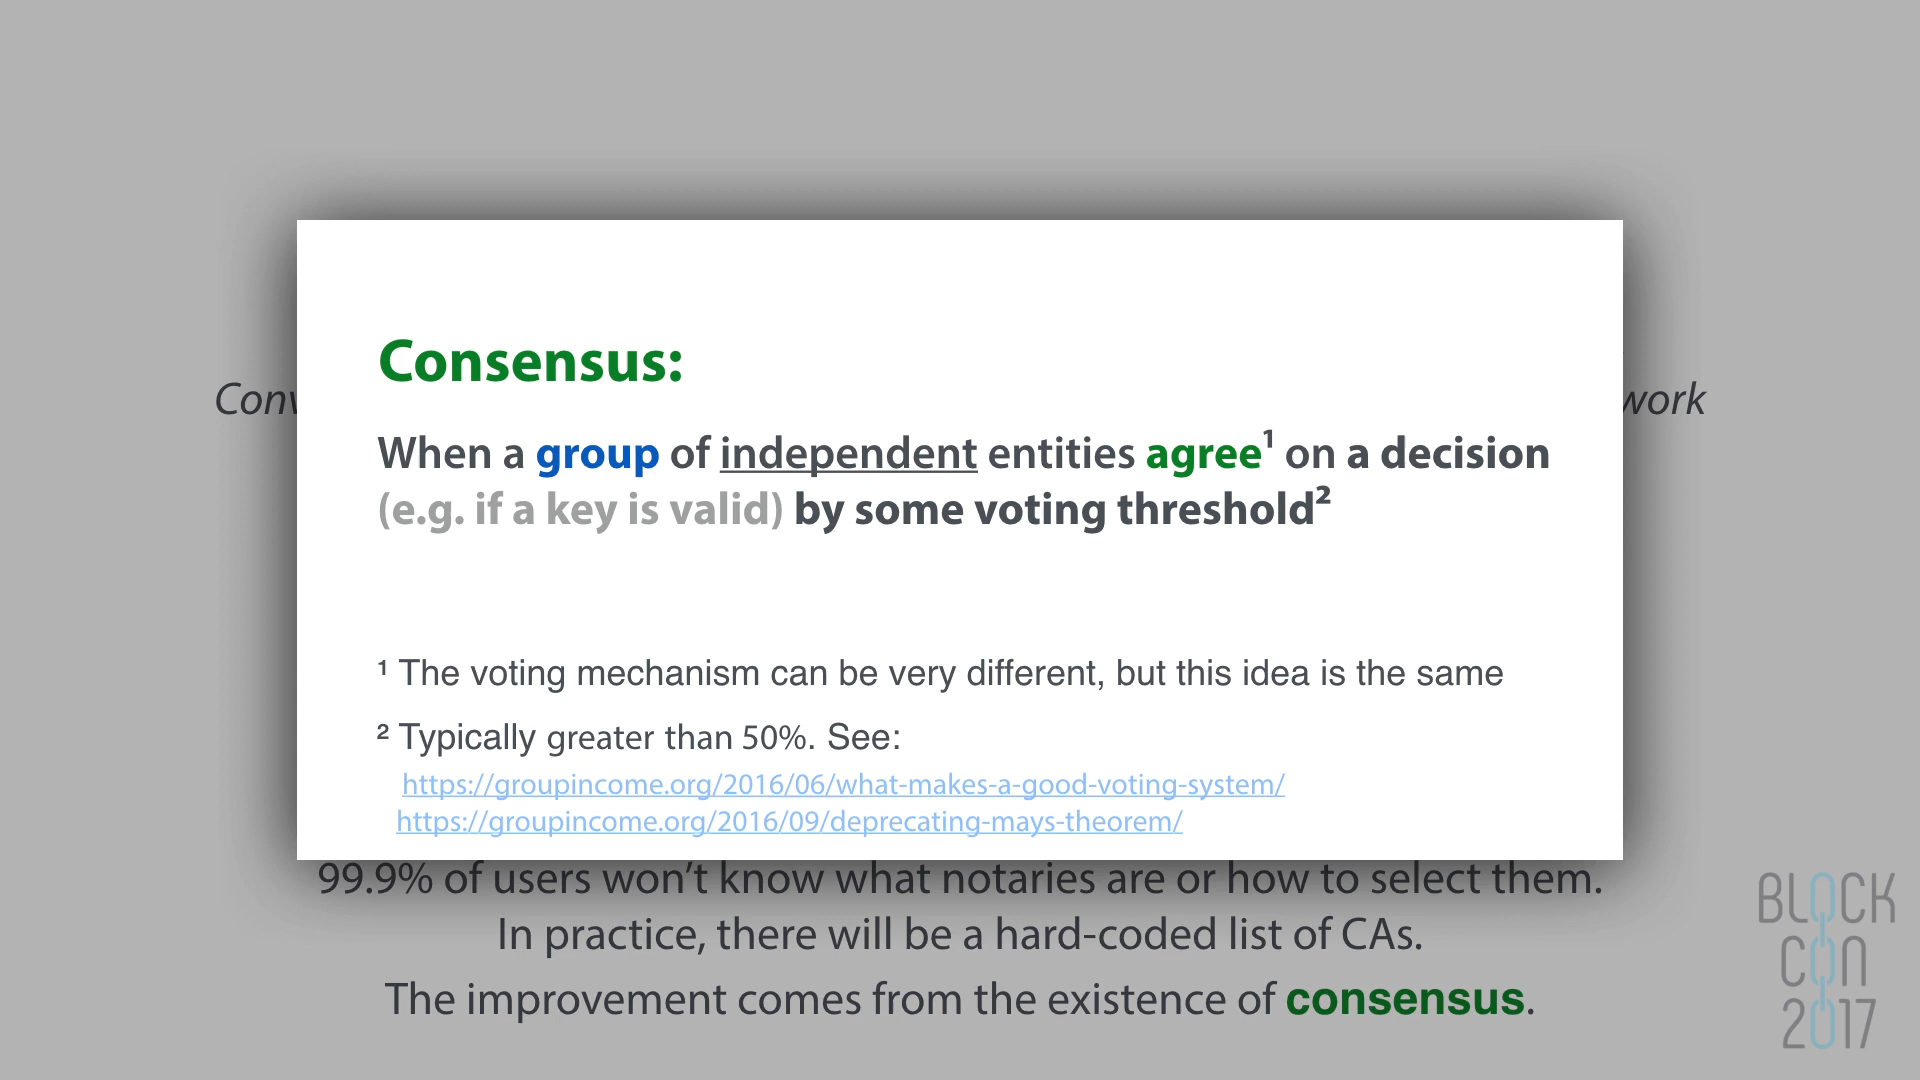 Consensus:
When a group of independent entities agree¹ on a decision
(e.g. if a key is valid) by some voting threshold²
work
¹ The voting mechanism can be very different, but this idea is the same
² Typically greater than 50%. See:
https://groupincome.org/2016/06/what-makes-a-good-voting-system/
https://groupincome.org/2016/09/deprecating-mays-theorem/
99.9% of users won’t know what notaries are or how to select them.
In practice, there will be a hard-coded list of CAs.
The improvement comes from the existence of consensus.
BLOCK
CON
2017